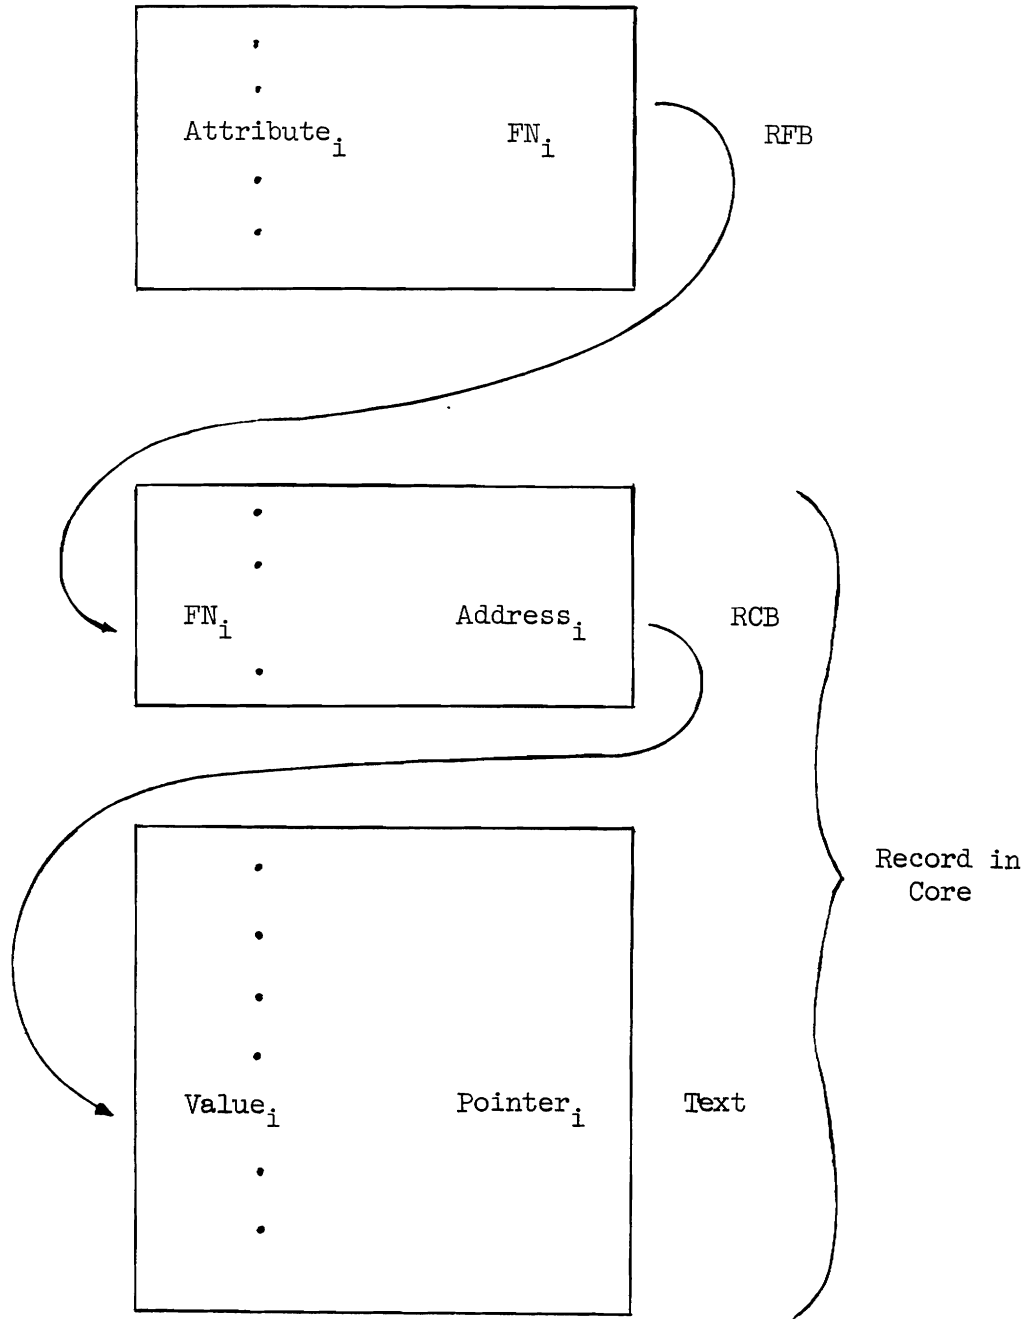 Attribute_i FN_i RFB
FN_i Address_i RCB
Record in
Core
Value_i Pointer_i Text